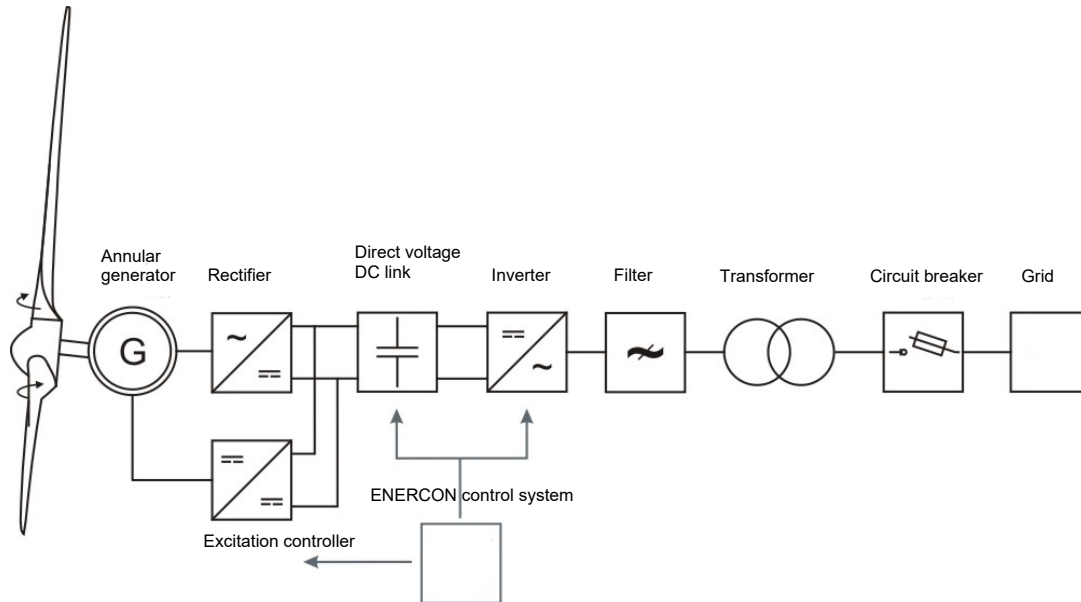 Annular
generator
Rectifier
Direct voltage
DC link
Inverter
Filter
Transformer
Circuit breaker
Grid
G
ENERCON control system
Excitation controller